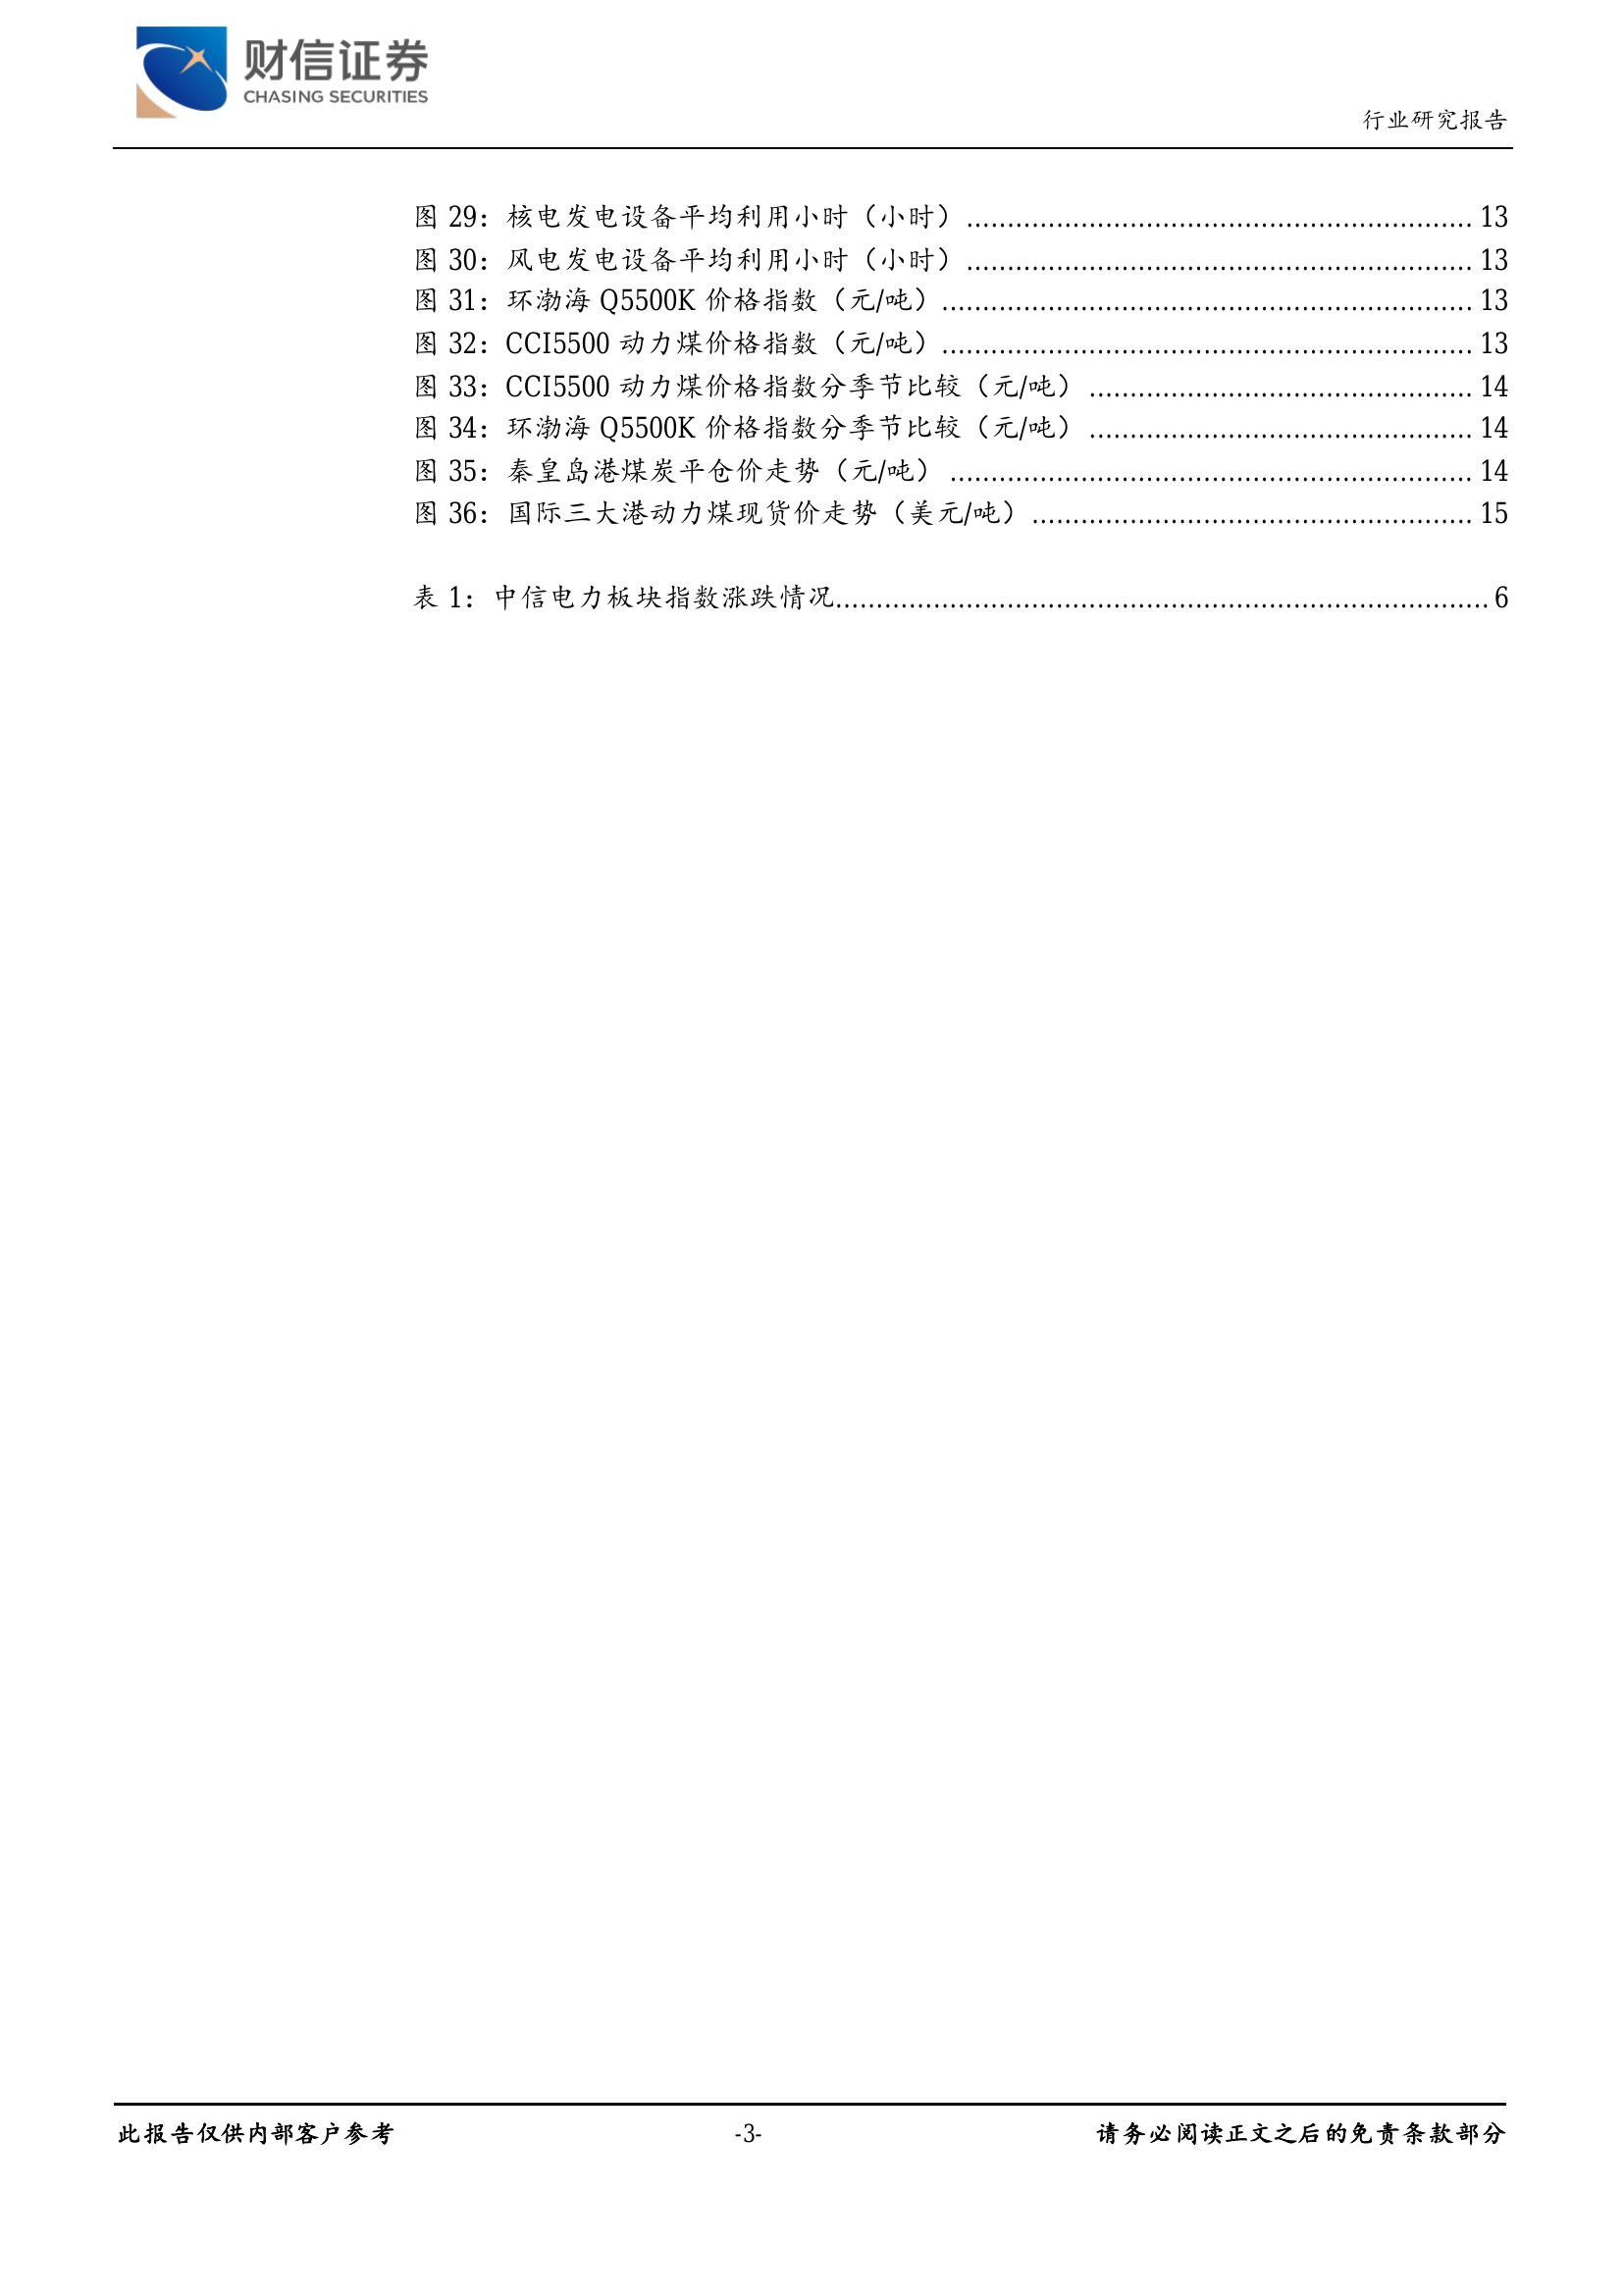 财信证券
CHASING SECURITIES
行业研究报告
图 29：核电发电设备平均利用小时（小时）.............................................................. 13
图 30：风电发电设备平均利用小时（小时）.............................................................. 13
图 31：环渤海 Q5500K 价格指数（元/吨）................................................................. 13
图 32：CCI5500 动力煤价格指数（元/吨）................................................................. 13
图 33：CCI5500 动力煤价格指数分季节比较（元/吨）............................................... 14
图 34：环渤海 Q5500K 价格指数分季节比较（元/吨）............................................... 14
图 35：秦皇岛港煤炭平仓价走势（元/吨）................................................................ 14
图 36：国际三大港动力煤现货价走势（美元/吨）...................................................... 15
表 1：中信电力板块指数涨跌情况................................................................................ 6
此报告仅供内部客户参考
-3-
请务必阅读正文之后的免责条款部分